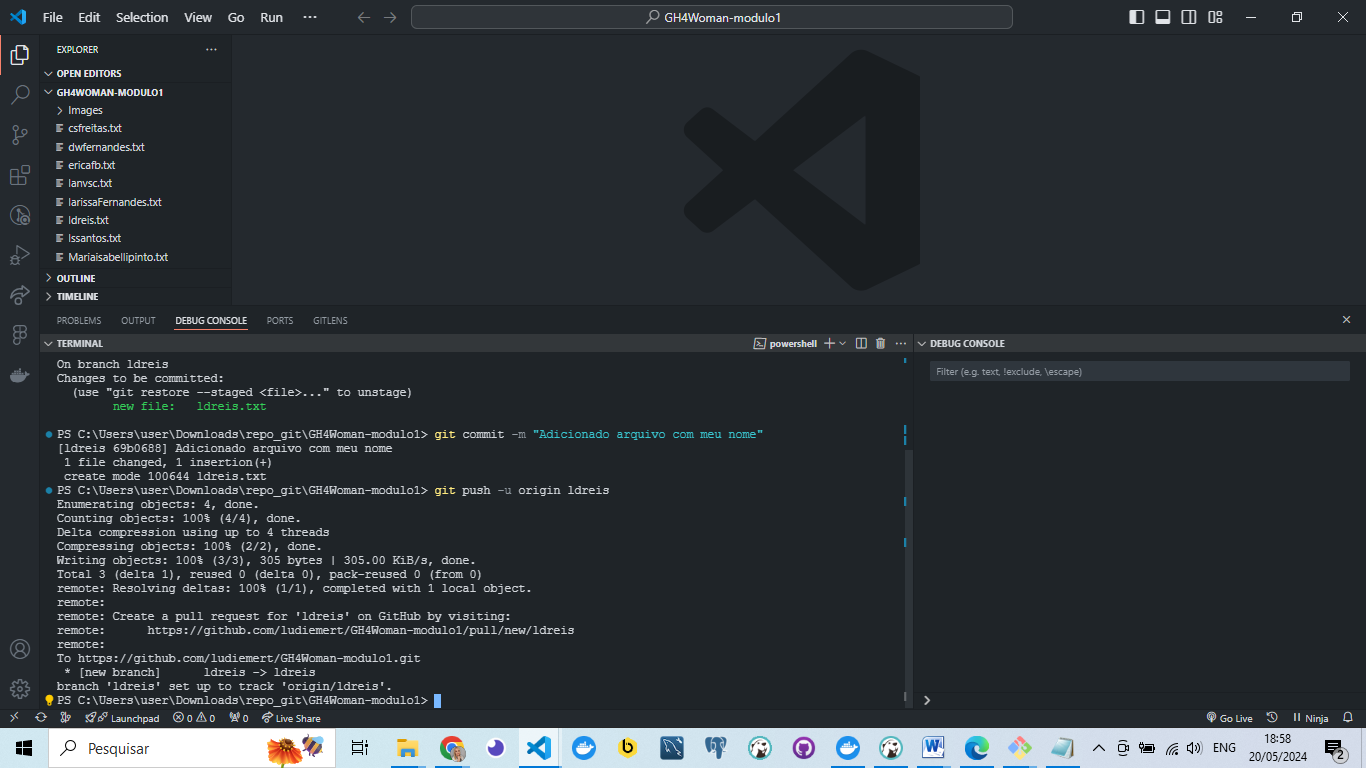 File Edit Selection View Go Run ···
GH4Woman-modulo1
EXPLORER
OPEN EDITORS
GH4WOMAN-MODULO1
Images
csfreitas.txt
dwfernandes.txt
ericafb.txt
lanvsc.txt
larissaFernandes.txt
ldreis.txt
lssantos.txt
Mariaisabellipinto.txt
OUTLINE
TIMELINE
PROBLEMS OUTPUT DEBUG CONSOLE PORTS GITLENS
TERMINAL
powershell
On branch ldreis
Changes to be committed:
(use "git restore --staged <file>..." to unstage)
new file: ldreis.txt
PS C:\Users\user\Downloads\repo_git\GH4Woman-modulo1> git commit -m "Adicionado arquivo com meu nome"
[ldreis 69b0688] Adicionado arquivo com meu nome
1 file changed, 1 insertion(+)
create mode 100644 ldreis.txt
PS C:\Users\user\Downloads\repo_git\GH4Woman-modulo1> git push -u origin ldreis
Enumerating objects: 4, done.
Counting objects: 100% (4/4), done.
Delta compression using up to 4 threads
Compressing objects: 100% (2/2), done.
Writing objects: 100% (3/3), 305 bytes | 305.00 KiB/s, done.
Total 3 (delta 1), reused 0 (delta 0), pack-reused 0 (from 0)
remote: Resolving deltas: 100% (1/1), completed with 1 local object.
remote:
remote: Create a pull request for 'ldreis' on GitHub by visiting:
remote: https://github.com/ludiemert/GH4Woman-modulo1/pull/new/ldreis
remote:
To https://github.com/ludiemert/GH4Woman-modulo1.git
* [new branch] ldreis -> ldreis
branch 'ldreis' set up to track 'origin/ldreis'.
PS C:\Users\user\Downloads\repo_git\GH4Woman-modulo1>
DEBUG CONSOLE
Filter (e.g. text, !exclude, \escape)
Launchpad 0 0 0 Live Share
Go Live Ninja
Pesquisar
ENG
18:58
20/05/2024
2